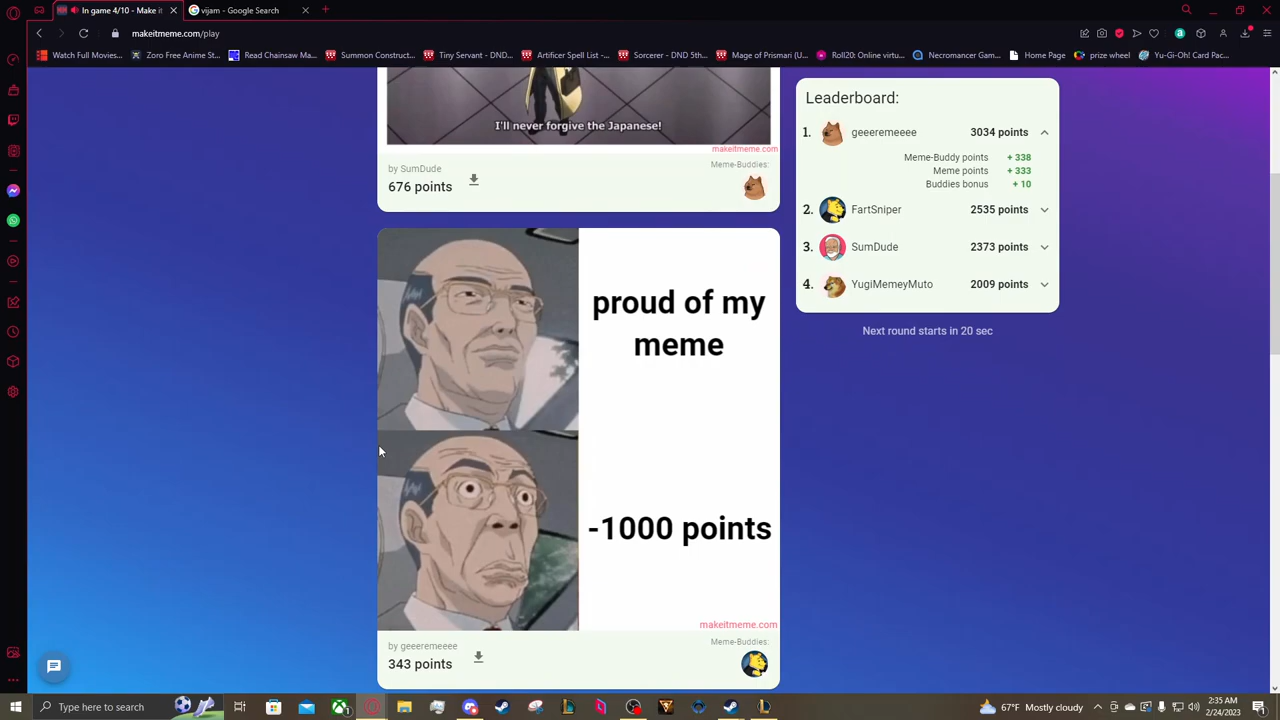 In game 4/10 - Make it
vijam - Google Search
makeitmeme.com/play
Watch Full Movies...
Zoro Free Anime St...
Read Chainsaw Ma...
Summon Construct...
Tiny Servant - DND...
Artificer Spell List -...
Sorcerer - DND 5th...
Mage of Prismari (U...
Roll20: Online virtu...
Necromancer Gam...
Home Page
prize wheel
Yu-Gi-Oh! Card Pac...
I'll never forgive the Japanese!
makeitmeme.com
by SumDude
676 points
Meme-Buddies:
proud of my
meme
-1000 points
makeitmeme.com
by geeeremeeee
343 points
Meme-Buddies:
Leaderboard:
1. geeeremeeee 3034 points
Meme-Buddy points + 338
Meme points + 333
Buddies bonus + 10
2. FartSniper 2535 points
3. SumDude 2373 points
4. YugiMemeyMuto 2009 points
Next round starts in 20 sec
Type here to search
67°F Mostly cloudy
2:35 AM
2/24/2023